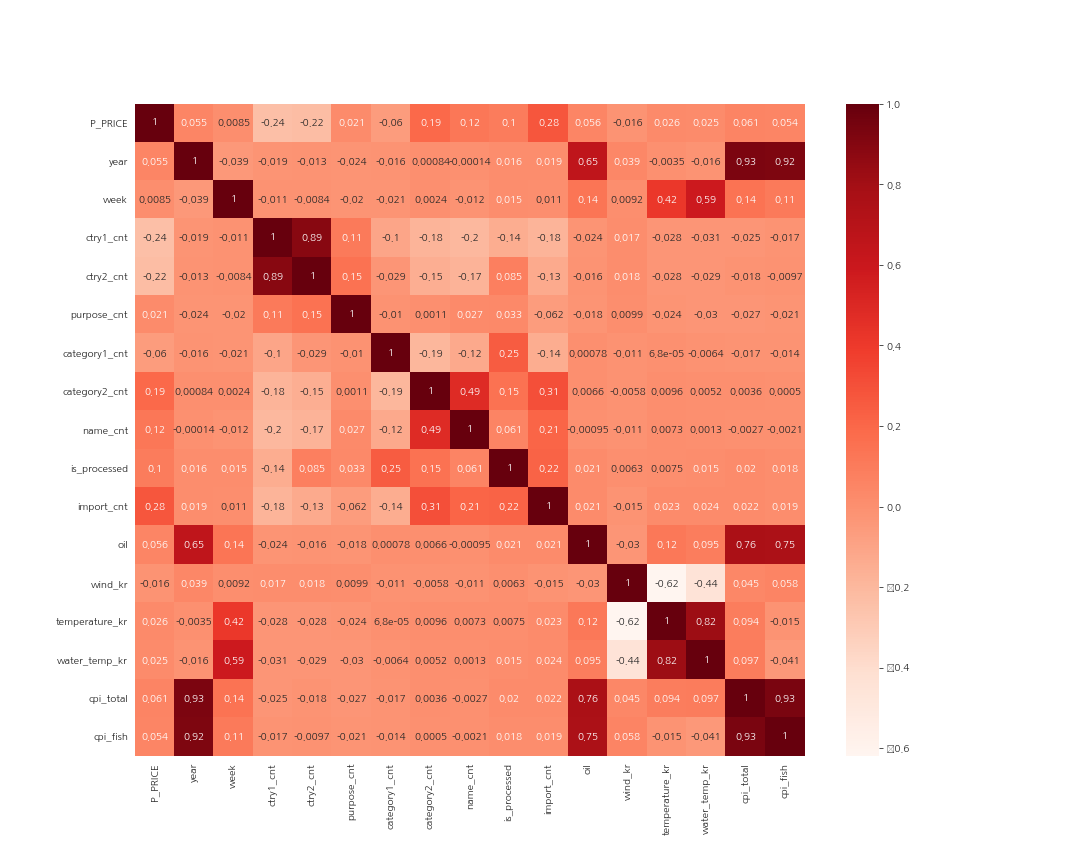 P_PRICE 1 0,055 0,0085 -0,24 -0,22 0,021 -0,06 0,19 0,12 0,1 0,28 0,056 -0,016 0,026 0,025 0,061 0,054
year 0,055 1 -0,039 -0,019 -0,013 -0,024 -0,016 0,00084 -0,00014 0,016 0,019 0,65 0,039 -0,0035 -0,016 0,93 0,92
week 0,0085 -0,039 1 -0,011 -0,0084 -0,02 -0,021 0,0024 -0,012 0,015 0,011 0,14 0,0092 0,42 0,59 0,14 0,11
ctry1_cnt -0,24 -0,019 -0,011 1 0,89 0,11 -0,1 -0,18 -0,2 -0,14 -0,18 -0,024 0,017 -0,028 -0,031 -0,025 -0,017
ctry2_cnt -0,22 -0,013 -0,0084 0,89 1 0,15 -0,029 -0,15 -0,17 0,085 -0,13 -0,016 0,018 -0,028 -0,029 -0,018 -0,0097
purpose_cnt 0,021 -0,024 -0,02 0,11 0,15 1 -0,01 0,0011 0,027 0,033 -0,062 -0,018 0,0099 -0,024 -0,03 -0,027 -0,021
category1_cnt -0,06 -0,016 -0,021 -0,1 -0,029 -0,01 1 -0,19 -0,12 0,25 -0,14 0,00078 -0,011 6,8e-05 -0,0064 -0,017 -0,014
category2_cnt 0,19 0,00084 0,0024 -0,18 -0,15 0,0011 -0,19 1 0,49 0,15 0,31 0,0066 -0,0058 0,0096 0,0052 0,0036 0,0005
name_cnt 0,12 -0,00014 -0,012 -0,2 -0,17 0,027 -0,12 0,49 1 0,061 0,21 -0,00095 -0,011 0,0073 0,0013 -0,0027 -0,0021
is_processed 0,1 0,016 0,015 -0,14 0,085 0,033 0,25 0,15 0,061 1 0,22 0,021 0,0063 0,0075 0,015 0,02 0,018
import_cnt 0,28 0,019 0,011 -0,18 -0,13 -0,062 -0,14 0,31 0,21 0,22 1 0,021 -0,015 0,023 0,024 0,022 0,019
oil 0,056 0,65 0,14 -0,024 -0,016 -0,018 0,00078 0,0066 -0,00095 0,021 0,021 1 -0,03 0,12 0,095 0,76 0,75
wind_kr -0,016 0,039 0,0092 0,017 0,018 0,0099 -0,011 -0,0058 -0,011 0,0063 -0,015 -0,03 1 -0,62 -0,44 0,045 0,058
temperature_kr 0,026 -0,0035 0,42 -0,028 -0,028 -0,024 6,8e-05 0,0096 0,0073 0,0075 0,023 0,12 -0,62 1 0,82 0,094 -0,015
water_temp_kr 0,025 -0,016 0,59 -0,031 -0,029 -0,03 -0,0064 0,0052 0,0013 0,015 0,024 0,095 -0,44 0,82 1 0,097 -0,041
cpi_total 0,061 0,93 0,14 -0,025 -0,018 -0,027 -0,017 0,0036 -0,0027 0,02 0,022 0,76 0,045 0,094 0,097 1 0,93
cpi_fish 0,054 0,92 0,11 -0,017 -0,0097 -0,021 -0,014 0,0005 -0,0021 0,018 0,019 0,75 0,058 -0,015 -0,041 0,93 1
P_PRICE year week ctry1_cnt ctry2_cnt purpose_cnt category1_cnt category2_cnt name_cnt is_processed import_cnt oil wind_kr temperature_kr water_temp_kr cpi_total cpi_fish
1,0
0,8
0,6
0,4
0,2
0,0
☒0,2
☒0,4
☒0,6